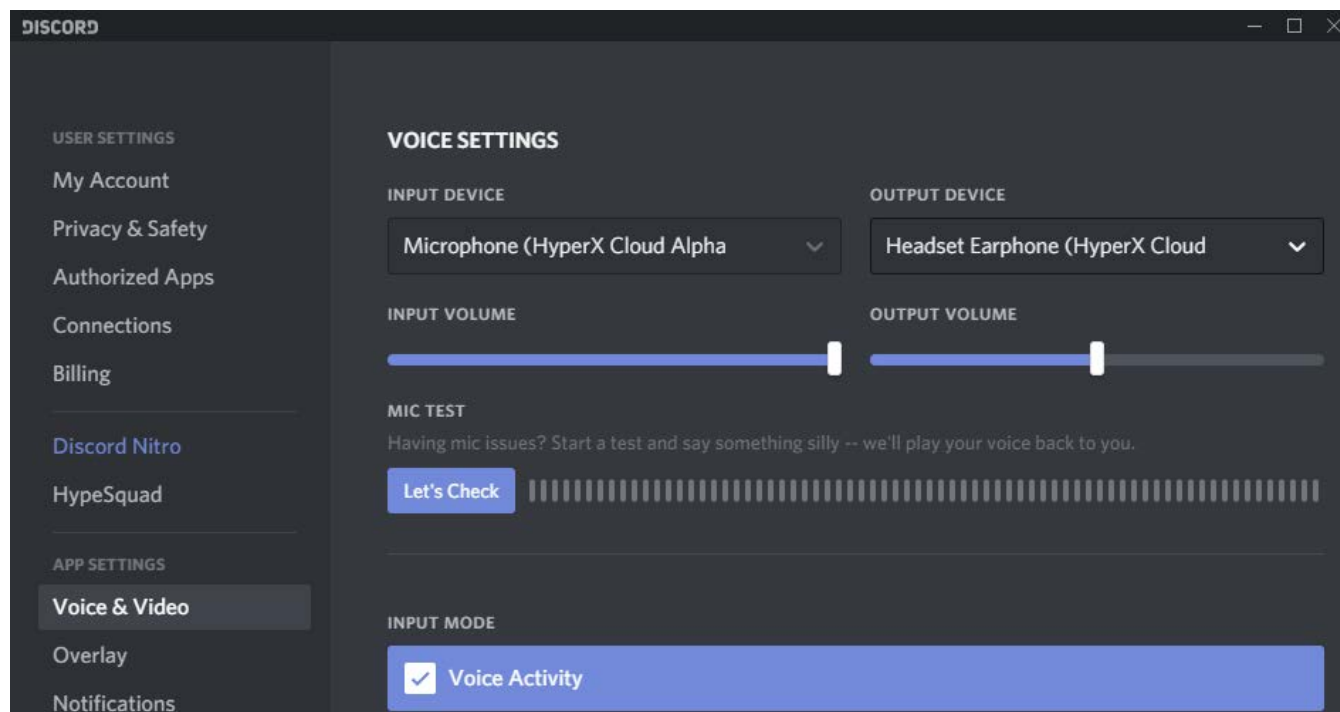 DISCORD
USER SETTINGS
My Account
Privacy & Safety
Authorized Apps
Connections
Billing
Discord Nitro
HypeSquad
APP SETTINGS
Voice & Video
Overlay
Notifications
VOICE SETTINGS
INPUT DEVICE
Microphone (HyperX Cloud Alpha
OUTPUT DEVICE
Headset Earphone (HyperX Cloud
INPUT VOLUME
OUTPUT VOLUME
MIC TEST
Having mic issues? Start a test and say something silly -- we'll play your voice back to you.
Let's Check
INPUT MODE
Voice Activity